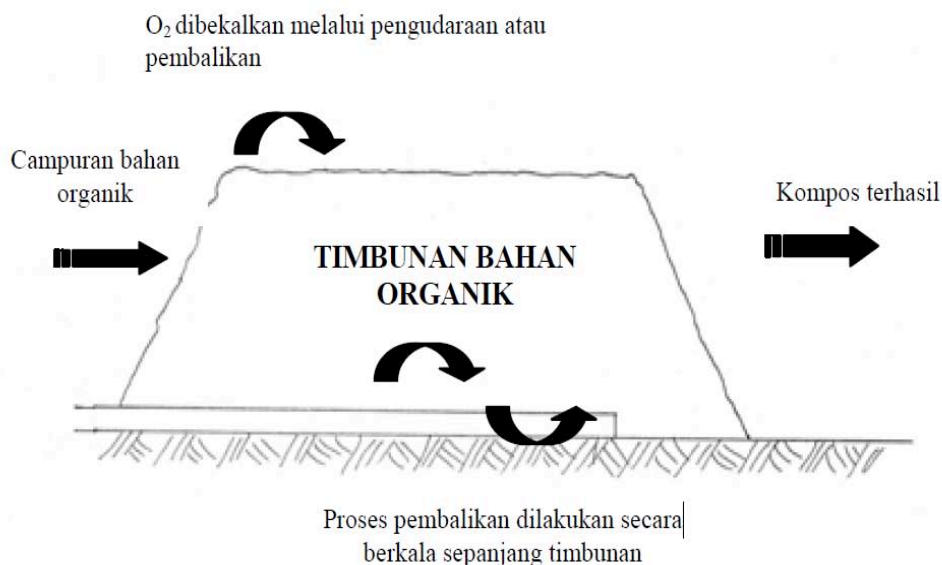 O₂ dibekalkan melalui pengudaraan atau
pembalikan
Campuran bahan
organik
Kompos terhasil
TIMBUNAN BAHAN
ORGANIK
Proses pembalikan dilakukan secara
berkala sepanjang timbunan